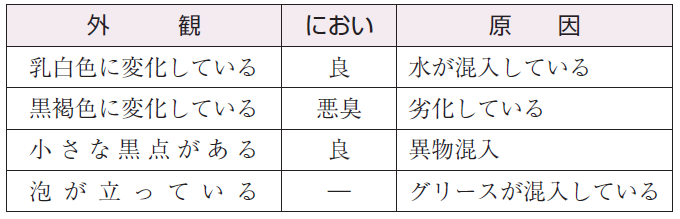 外観 におい 原因
乳白色に変化している 良 水が混入している
黒褐色に変化している 悪臭 劣化している
小さな黒点がある 良 異物混入
泡が立っている ― グリースが混入している